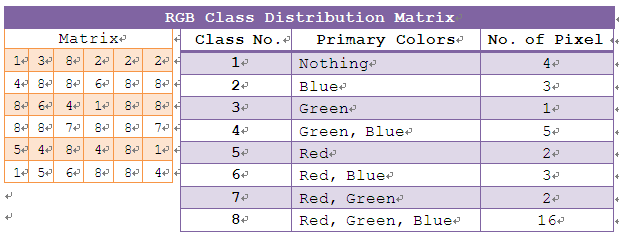 RGB Class Distribution Matrix
Matrix
1 3 8 2 2 2
4 8 8 6 8 8
8 6 4 1 8 8
8 8 7 8 8 7
5 4 8 4 8 1
1 5 6 8 8 4
Class No. Primary Colors No. of Pixel
1 Nothing 4
2 Blue 3
3 Green 1
4 Green, Blue 5
5 Red 2
6 Red, Blue 3
7 Red, Green 2
8 Red, Green, Blue 16